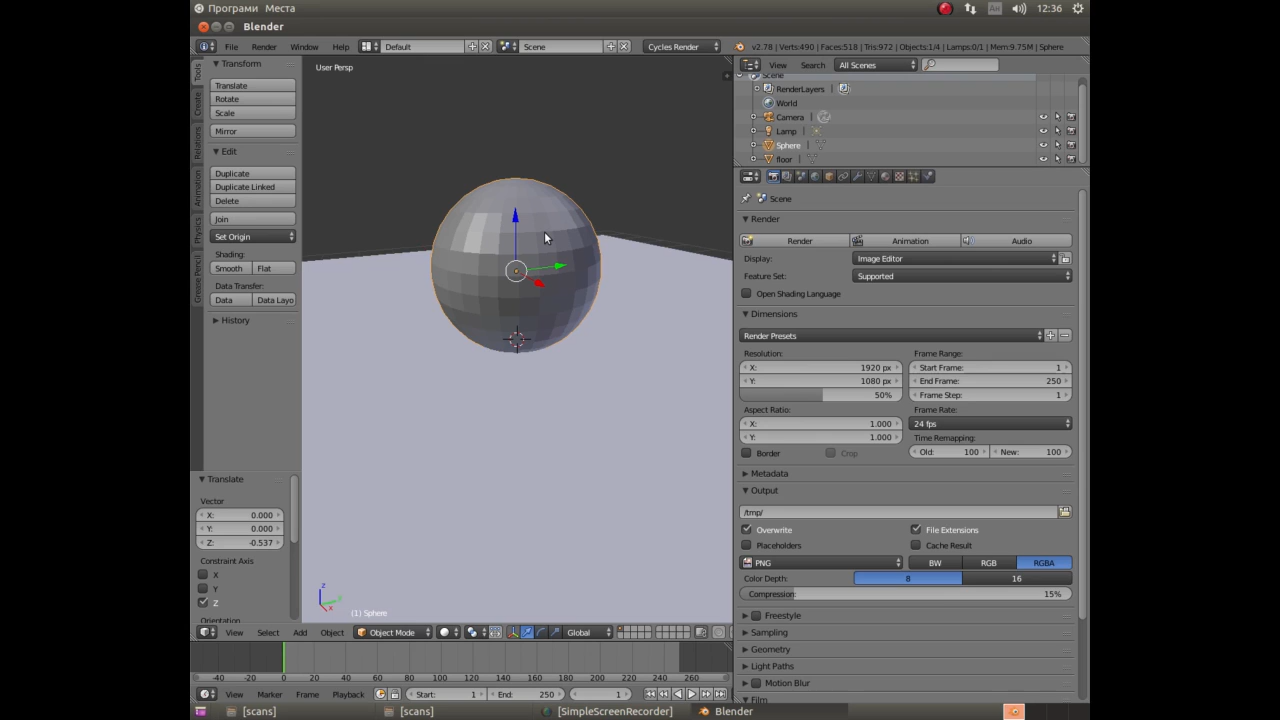 Програми Места
Ан
12:36
Blender
File Render Window Help
Default
Scene
Cycles Render
v2.78 | Verts:490 | Faces:518 | Tris:972 | Objects:1/4 | Lamps:0/1 | Mem:9.75M | Sphere
Tools
Create
Relations
Animation
Physics
Grease Pencil
Transform
Translate
Rotate
Scale
Mirror
Edit
Duplicate
Duplicate Linked
Delete
Join
Set Origin
Shading:
Smooth Flat
Data Transfer:
Data Data Layo
History
Translate
Vector
X: 0.000
Y: 0.000
Z: -0.537
Constraint Axis
X
Y
Z
Orientation
User Persp
z
y
x
(1) Sphere
View Select Add Object
Object Mode
Global
-40 -20 0 20 40 60 80 100 120 140 160 180 200 220 240 260
View Marker Frame Playback
Start: 1
End: 250
1
View Search All Scenes
Scene
RenderLayers
World
Camera
Lamp
Sphere
floor
Scene
Render
Render Animation Audio
Display: Image Editor
Feature Set: Supported
Open Shading Language
Dimensions
Render Presets
Resolution: Frame Range:
X: 1920 px Start Frame: 1
Y: 1080 px End Frame: 250
50% Frame Step: 1
Aspect Ratio: Frame Rate:
X: 1.000 24 fps
Y: 1.000 Time Remapping:
Border Crop Old: 100 New: 100
Metadata
Output
/tmp/
Overwrite File Extensions
Placeholders Cache Result
PNG BW RGB RGBA
Color Depth: 8 16
Compression: 15%
Freestyle
Sampling
Geometry
Light Paths
Motion Blur
Film
[scans] [scans] [SimpleScreenRecorder] Blender